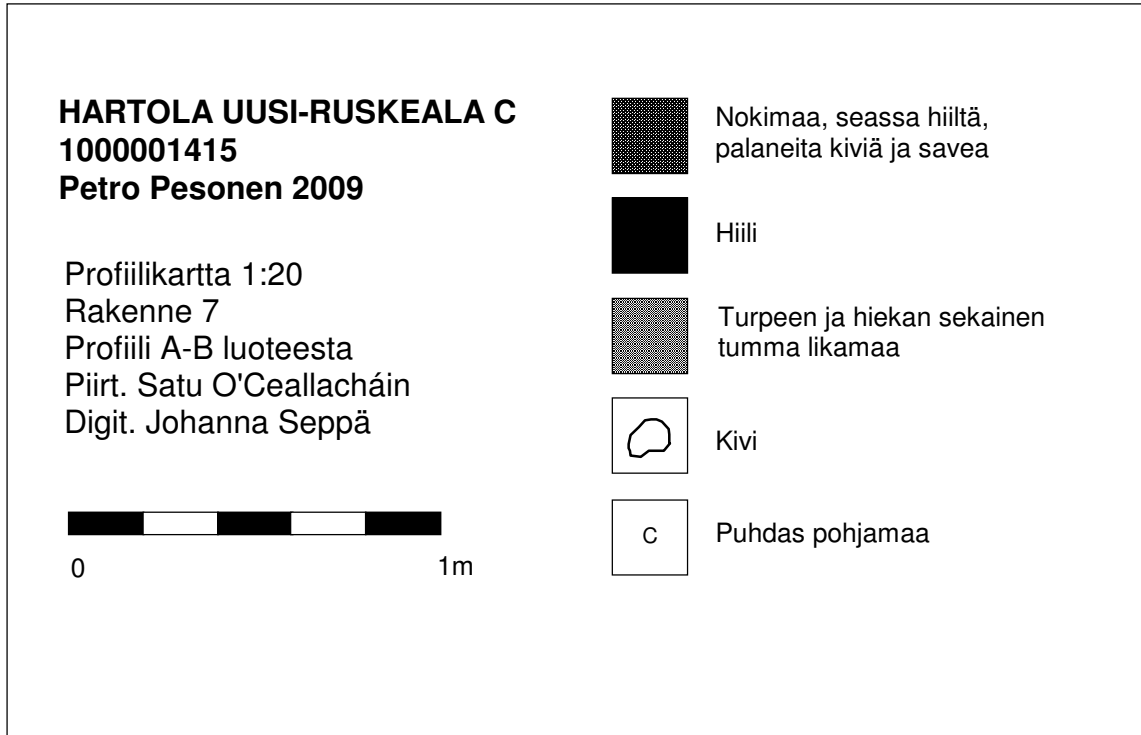 HARTOLA UUSI-RUSKEALA C
1000001415
Petro Pesonen 2009
Profiilikartta 1:20
Rakenne 7
Profiili A-B luoteesta
Piirt. Satu O'Ceallacháin
Digit. Johanna Seppä
0 1m
Nokimaa, seassa hiiltä,
palaneita kiviä ja savea
Hiili
Turpeen ja hiekan sekainen
tumma likamaa
Kivi
C Puhdas pohjamaa